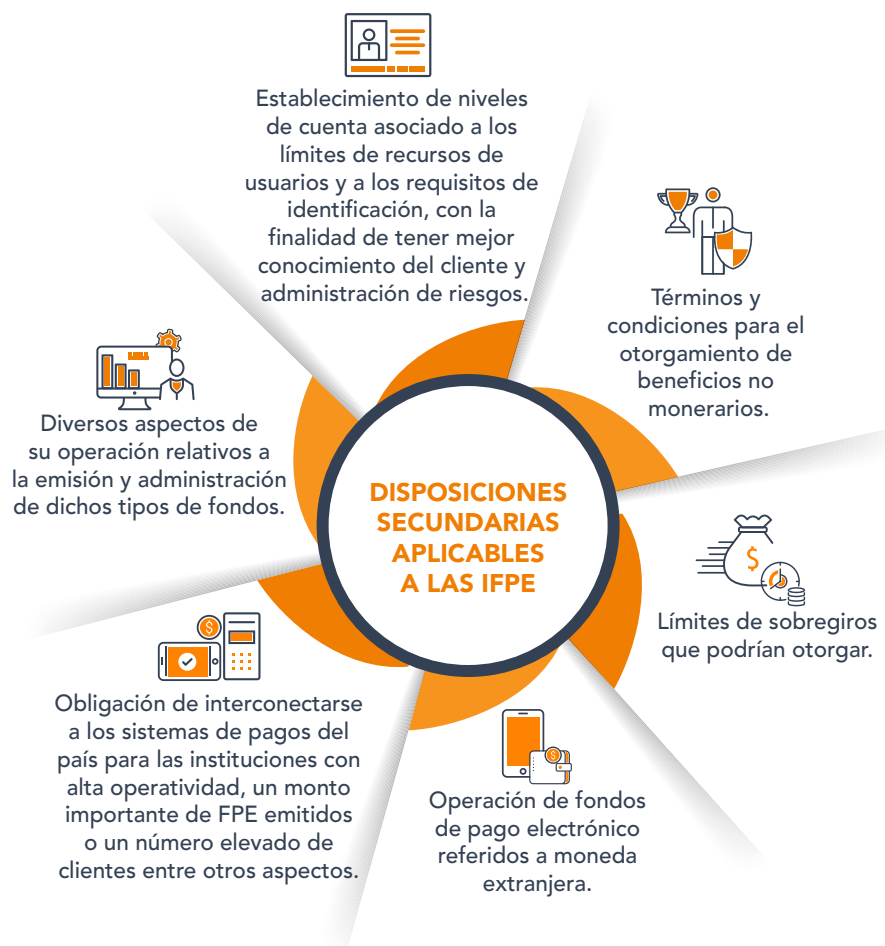 Establecimiento de niveles
de cuenta asociado a los
límites de recursos de
usuarios y a los requisitos de
identificación, con la
finalidad de tener mejor
conocimiento del cliente y
administración de riesgos.
Términos y
condiciones para el
otorgamiento de
beneficios no
monerarios.
Diversos aspectos de
su operación relativos a
la emisión y administración
de dichos tipos de fondos.
DISPOSICIONES
SECUNDARIAS
APLICABLES
A LAS IFPE
$
Límites de sobregiros
que podrían otorgar.
$
Obligación de interconectarse
a los sistemas de pagos del
país para las instituciones con
alta operatividad, un monto
importante de FPE emitidos
o un número elevado de
clientes entre otros aspectos.
$
Operación de fondos
de pago electrónico
referidos a moneda
extranjera.